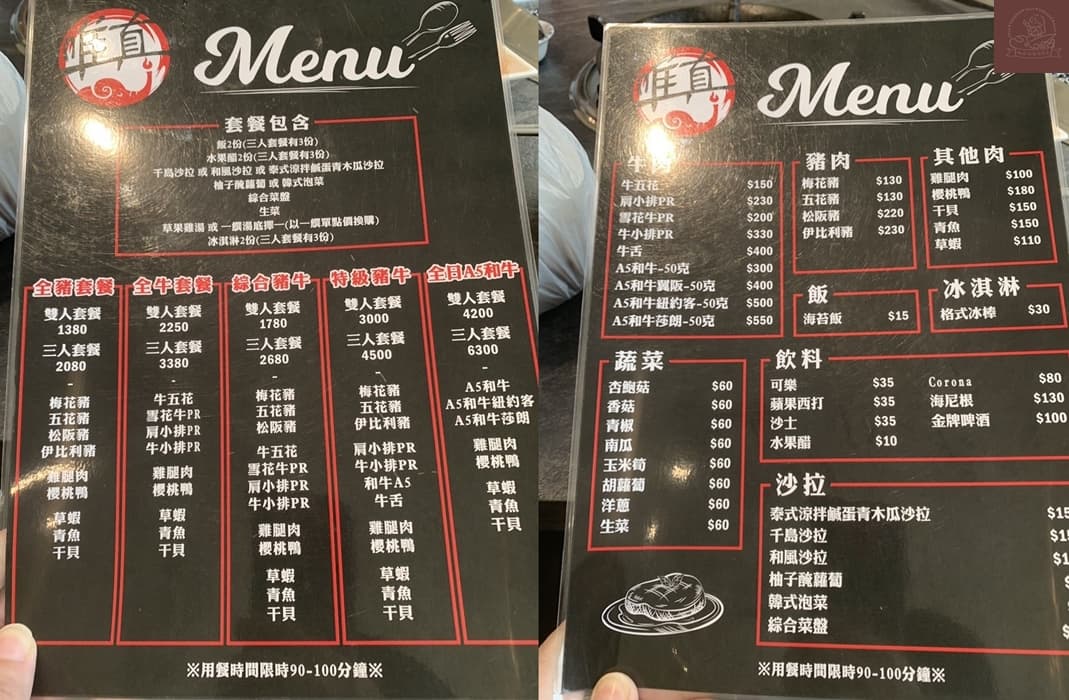 Menu
套餐包含
飯2份(三人套餐有3份)
水果醋2份(三人套餐有3份)
千島沙拉 或 和風沙拉 或 泰式涼拌鹹蛋青木瓜沙拉
柚子醃蘿蔔 或 韓式泡菜
綜合菜盤
生菜
草果雞湯 或 一鍋湯底擇一(以一鍋單點價換購)
冰淇淋2份(三人套餐有3份)
全豬套餐
雙人套餐
1380
三人套餐
2080
-
梅花豬
五花豬
松阪豬
伊比利豬
雞腿肉
櫻桃鴨
草蝦
青魚
干貝
全牛套餐
雙人套餐
2250
三人套餐
3380
-
牛五花
雪花牛PR
肩小排PR
牛小排PR
雞腿肉
櫻桃鴨
草蝦
青魚
干貝
綜合豬牛
雙人套餐
1780
三人套餐
2680
-
梅花豬
五花豬
松阪豬
牛五花
雪花牛PR
肩小排PR
牛小排PR
雞腿肉
櫻桃鴨
草蝦
青魚
干貝
特級豬牛
雙人套餐
3000
三人套餐
4500
-
梅花豬
五花豬
伊比利豬
肩小排PR
牛小排PR
和牛A5
牛舌
雞腿肉
櫻桃鴨
草蝦
青魚
干貝
全日A5和牛
雙人套餐
4200
三人套餐
6300
-
A5和牛
A5和牛紐約客
A5和牛莎朗
雞腿肉
櫻桃鴨
草蝦
青魚
干貝
※用餐時間限時90-100分鐘※
Menu
牛肉
牛五花 $150
肩小排PR $230
雪花牛PR $200
牛小排PR $330
牛舌 $400
A5和牛-50克 $300
A5和牛翼阪-50克 $400
A5和牛紐約客-50克 $500
A5和牛莎朗-50克 $550
豬肉
梅花豬 $130
五花豬 $130
松阪豬 $220
伊比利豬 $230
其他肉
雞腿肉 $100
櫻桃鴨 $180
干貝 $150
青魚 $150
草蝦 $110
飯
海苔飯 $15
冰淇淋
格式冰棒 $30
蔬菜
杏鮑菇 $60
香菇 $60
青椒 $60
南瓜 $60
玉米筍 $60
胡蘿蔔 $60
洋蔥 $60
生菜 $60
飲料
可樂 $35 Corona $80
蘋果西打 $35 海尼根 $130
沙士 $35 金牌啤酒 $100
水果醋 $10
沙拉
泰式涼拌鹹蛋青木瓜沙拉
千島沙拉
和風沙拉
柚子醃蘿蔔
韓式泡菜
綜合菜盤
※用餐時間限時90-100分鐘※